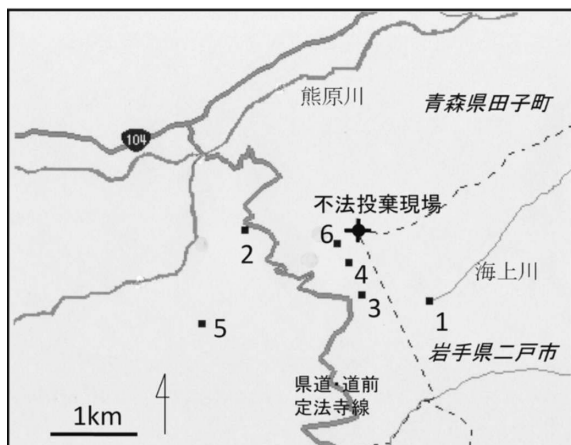 熊原川
青森県田子町
104
不法投棄現場
6
2
4
海上川
3
1
5
岩手県二戸市
県道・道前
定法寺線
1km